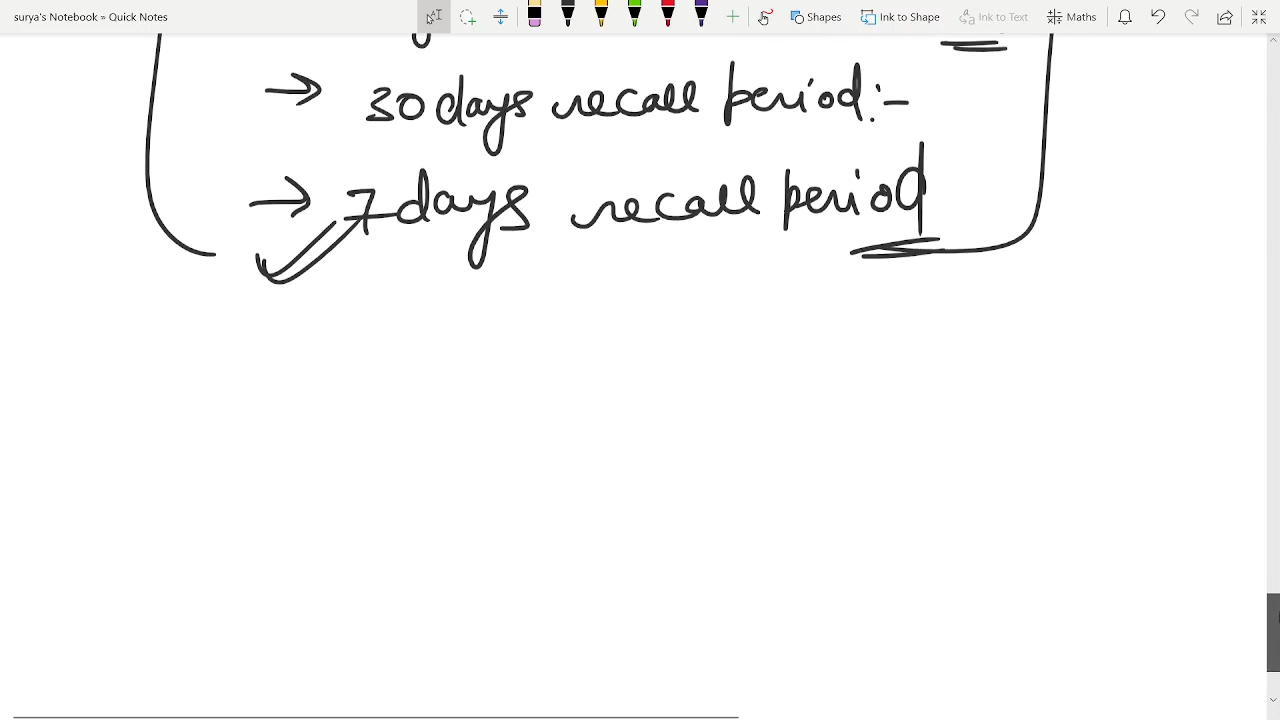 surya's Notebook » Quick Notes
Shapes Ink to Shape Ink to Text Maths
→ 30 days recall period:-
→ 7 days recall period